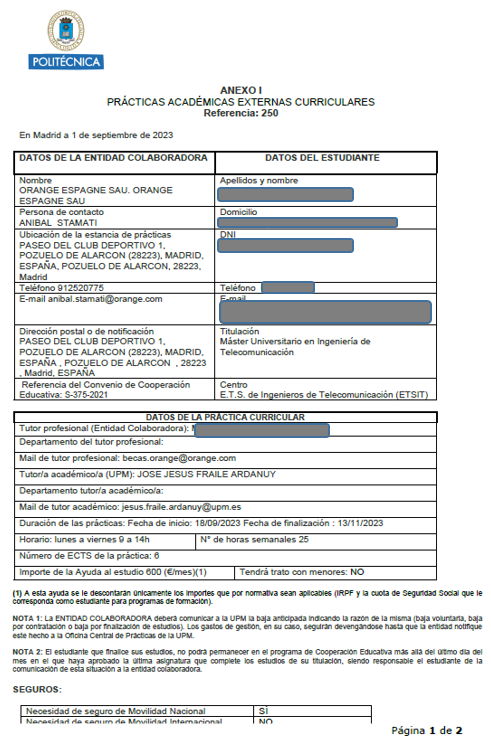 POLITÉCNICA
ANEXO I
PRÁCTICAS ACADÉMICAS EXTERNAS CURRICULARES
Referencia: 250
En Madrid a 1 de septiembre de 2023
DATOS DE LA ENTIDAD COLABORADORA
DATOS DEL ESTUDIANTE
Nombre
ORANGE ESPAGNE SAU. ORANGE
ESPAGNE SAU
Apellidos y nombre
Persona de contacto
ANIBAL STAMATI
Domicilio
Ubicación de la estancia de prácticas
PASEO DEL CLUB DEPORTIVO 1,
POZUELO DE ALARCON (28223), MADRID,
ESPAÑA, POZUELO DE ALARCON, 28223,
Madrid
DNI
Teléfono 912520775
Teléfono
E-mail anibal.stamati@orange.com
E-mail
Dirección postal o de notificación
PASEO DEL CLUB DEPORTIVO 1,
POZUELO DE ALARCON (28223), MADRID,
ESPAÑA , POZUELO DE ALARCON , 28223
, Madrid, ESPAÑA
Titulación
Máster Universitario en Ingeniería de
Telecomunicación
Referencia del Convenio de Cooperación
Educativa: S-375-2021
Centro
E.T.S. de Ingenieros de Telecomunicación (ETSIT)
DATOS DE LA PRÁCTICA CURRICULAR
Tutor profesional (Entidad Colaboradora):
Departamento del tutor profesional:
Mail de tutor profesional: becas.orange@orange.com
Tutor/a académico/a (UPM): JOSE JESUS FRAILE ARDANUY
Departamento tutor/a académico/a:
Mail de tutor académico: jesus.fraile.ardanuy@upm.es
Duración de las prácticas: Fecha de inicio: 18/09/2023 Fecha de finalización : 13/11/2023
Horario: lunes a viernes 9 a 14h
Nº de horas semanales 25
Número de ECTS de la práctica: 6
Importe de la Ayuda al estudio 600 (€/mes)(1)
Tendrá trato con menores: NO
(1) A esta ayuda se le descontarán únicamente los importes que por normativa sean aplicables (IRPF y la cuota de Seguridad Social que le
corresponda como estudiante para programas de formación).
NOTA 1: La ENTIDAD COLABORADORA deberá comunicar a la UPM la baja anticipada indicando la razón de la misma (baja voluntaria, baja
por contratación o baja por finalización de estudios). Los gastos de gestión, en su caso, seguirán devengándose hasta que la entidad notifique
este hecho a la Oficina Central de Prácticas de la UPM.
NOTA 2: El estudiante que finalice sus estudios, no podrá permanecer en el programa de Cooperación Educativa más allá del último día del
mes en el que haya aprobado la última asignatura que complete los estudios de su titulación, siendo responsable el estudiante de la
comunicación de esta situación a la entidad colaboradora.
SEGUROS:
Necesidad de seguro de Movilidad Nacional
SÍ
Necesidad de seguro de Movilidad Internacional
NO
Página 1 de 2